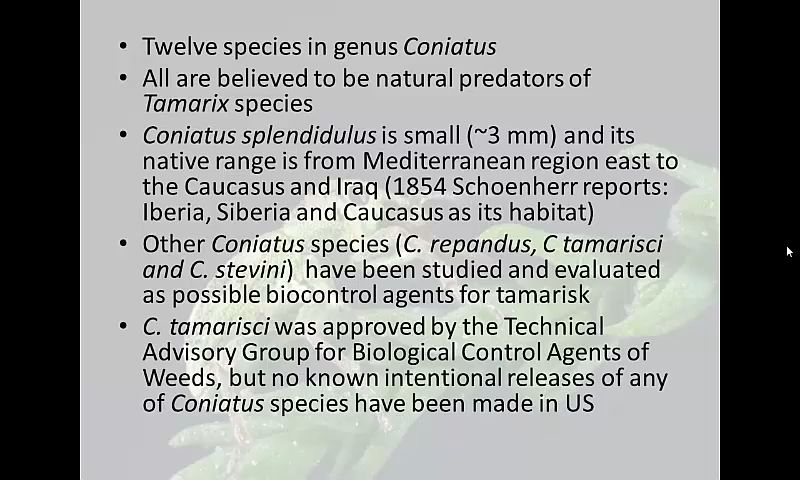 • Twelve species in genus Coniatus
• All are believed to be natural predators of
Tamarix species
• Coniatus splendidulus is small (~3 mm) and its
native range is from Mediterranean region east to
the Caucasus and Iraq (1854 Schoenherr reports:
Iberia, Siberia and Caucasus as its habitat)
• Other Coniatus species (C. repandus, C tamarisci
and C. stevini) have been studied and evaluated
as possible biocontrol agents for tamarisk
• C. tamarisci was approved by the Technical
Advisory Group for Biological Control Agents of
Weeds, but no known intentional releases of any
of Coniatus species have been made in US